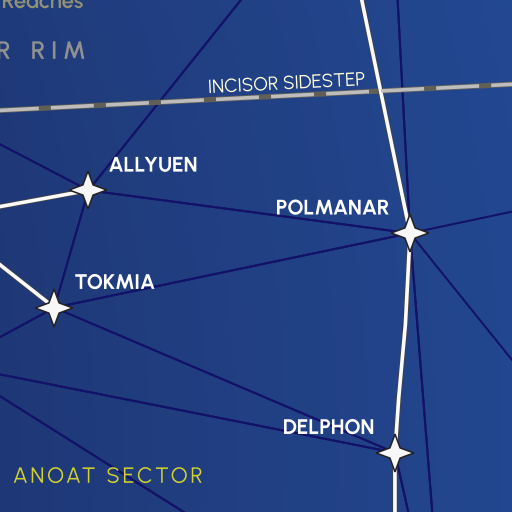 Reaches
R RIM
INCISOR SIDESTEP
ALLYUEN
POLMANAR
TOKMIA
DELPHON
ANOAT SECTOR